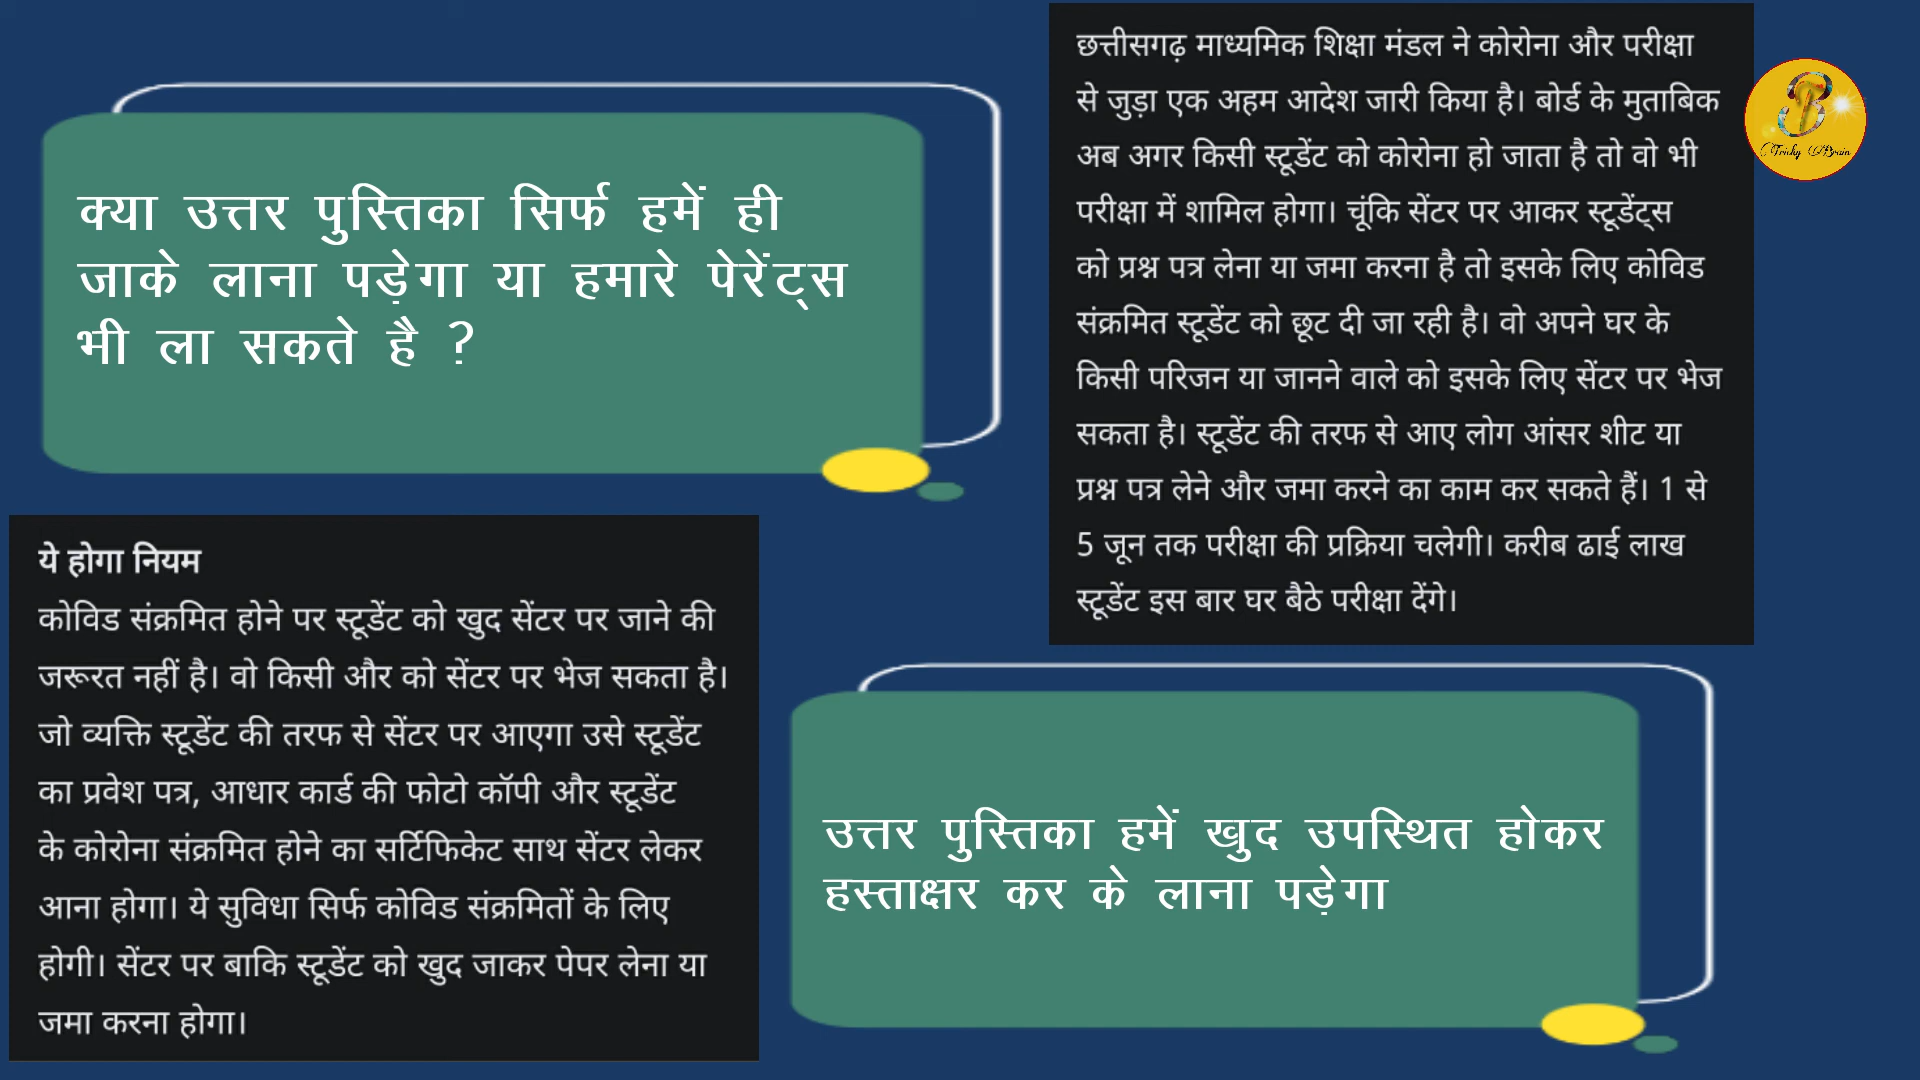 क्या उत्तर पुस्तिका सिर्फ हमें ही
जाके लाना पड़ेगा या हमारे पेरेंट्स
भी ला सकते है ?
छत्तीसगढ़ माध्यमिक शिक्षा मंडल ने कोरोना और परीक्षा
से जुड़ा एक अहम आदेश जारी किया है। बोर्ड के मुताबिक
अब अगर किसी स्टूडेंट को कोरोना हो जाता है तो वो भी
परीक्षा में शामिल होगा। चूंकि सेंटर पर आकर स्टूडेंट्स
को प्रश्न पत्र लेना या जमा करना है तो इसके लिए कोविड
संक्रमित स्टूडेंट को छूट दी जा रही है। वो अपने घर के
किसी परिजन या जानने वाले को इसके लिए सेंटर पर भेज
सकता है। स्टूडेंट की तरफ से आए लोग आंसर शीट या
प्रश्न पत्र लेने और जमा करने का काम कर सकते हैं। 1 से
5 जून तक परीक्षा की प्रक्रिया चलेगी। करीब ढाई लाख
स्टूडेंट इस बार घर बैठे परीक्षा देंगे।
Tricky Brain
ये होगा नियम
कोविड संक्रमित होने पर स्टूडेंट को खुद सेंटर पर जाने की
जरूरत नहीं है। वो किसी और को सेंटर पर भेज सकता है।
जो व्यक्ति स्टूडेंट की तरफ से सेंटर पर आएगा उसे स्टूडेंट
का प्रवेश पत्र, आधार कार्ड की फोटो कॉपी और स्टूडेंट
के कोरोना संक्रमित होने का सर्टिफिकेट साथ सेंटर लेकर
आना होगा। ये सुविधा सिर्फ कोविड संक्रमितों के लिए
होगी। सेंटर पर बाकि स्टूडेंट को खुद जाकर पेपर लेना या
जमा करना होगा।
उत्तर पुस्तिका हमें खुद उपस्थित होकर
हस्ताक्षर कर के लाना पड़ेगा